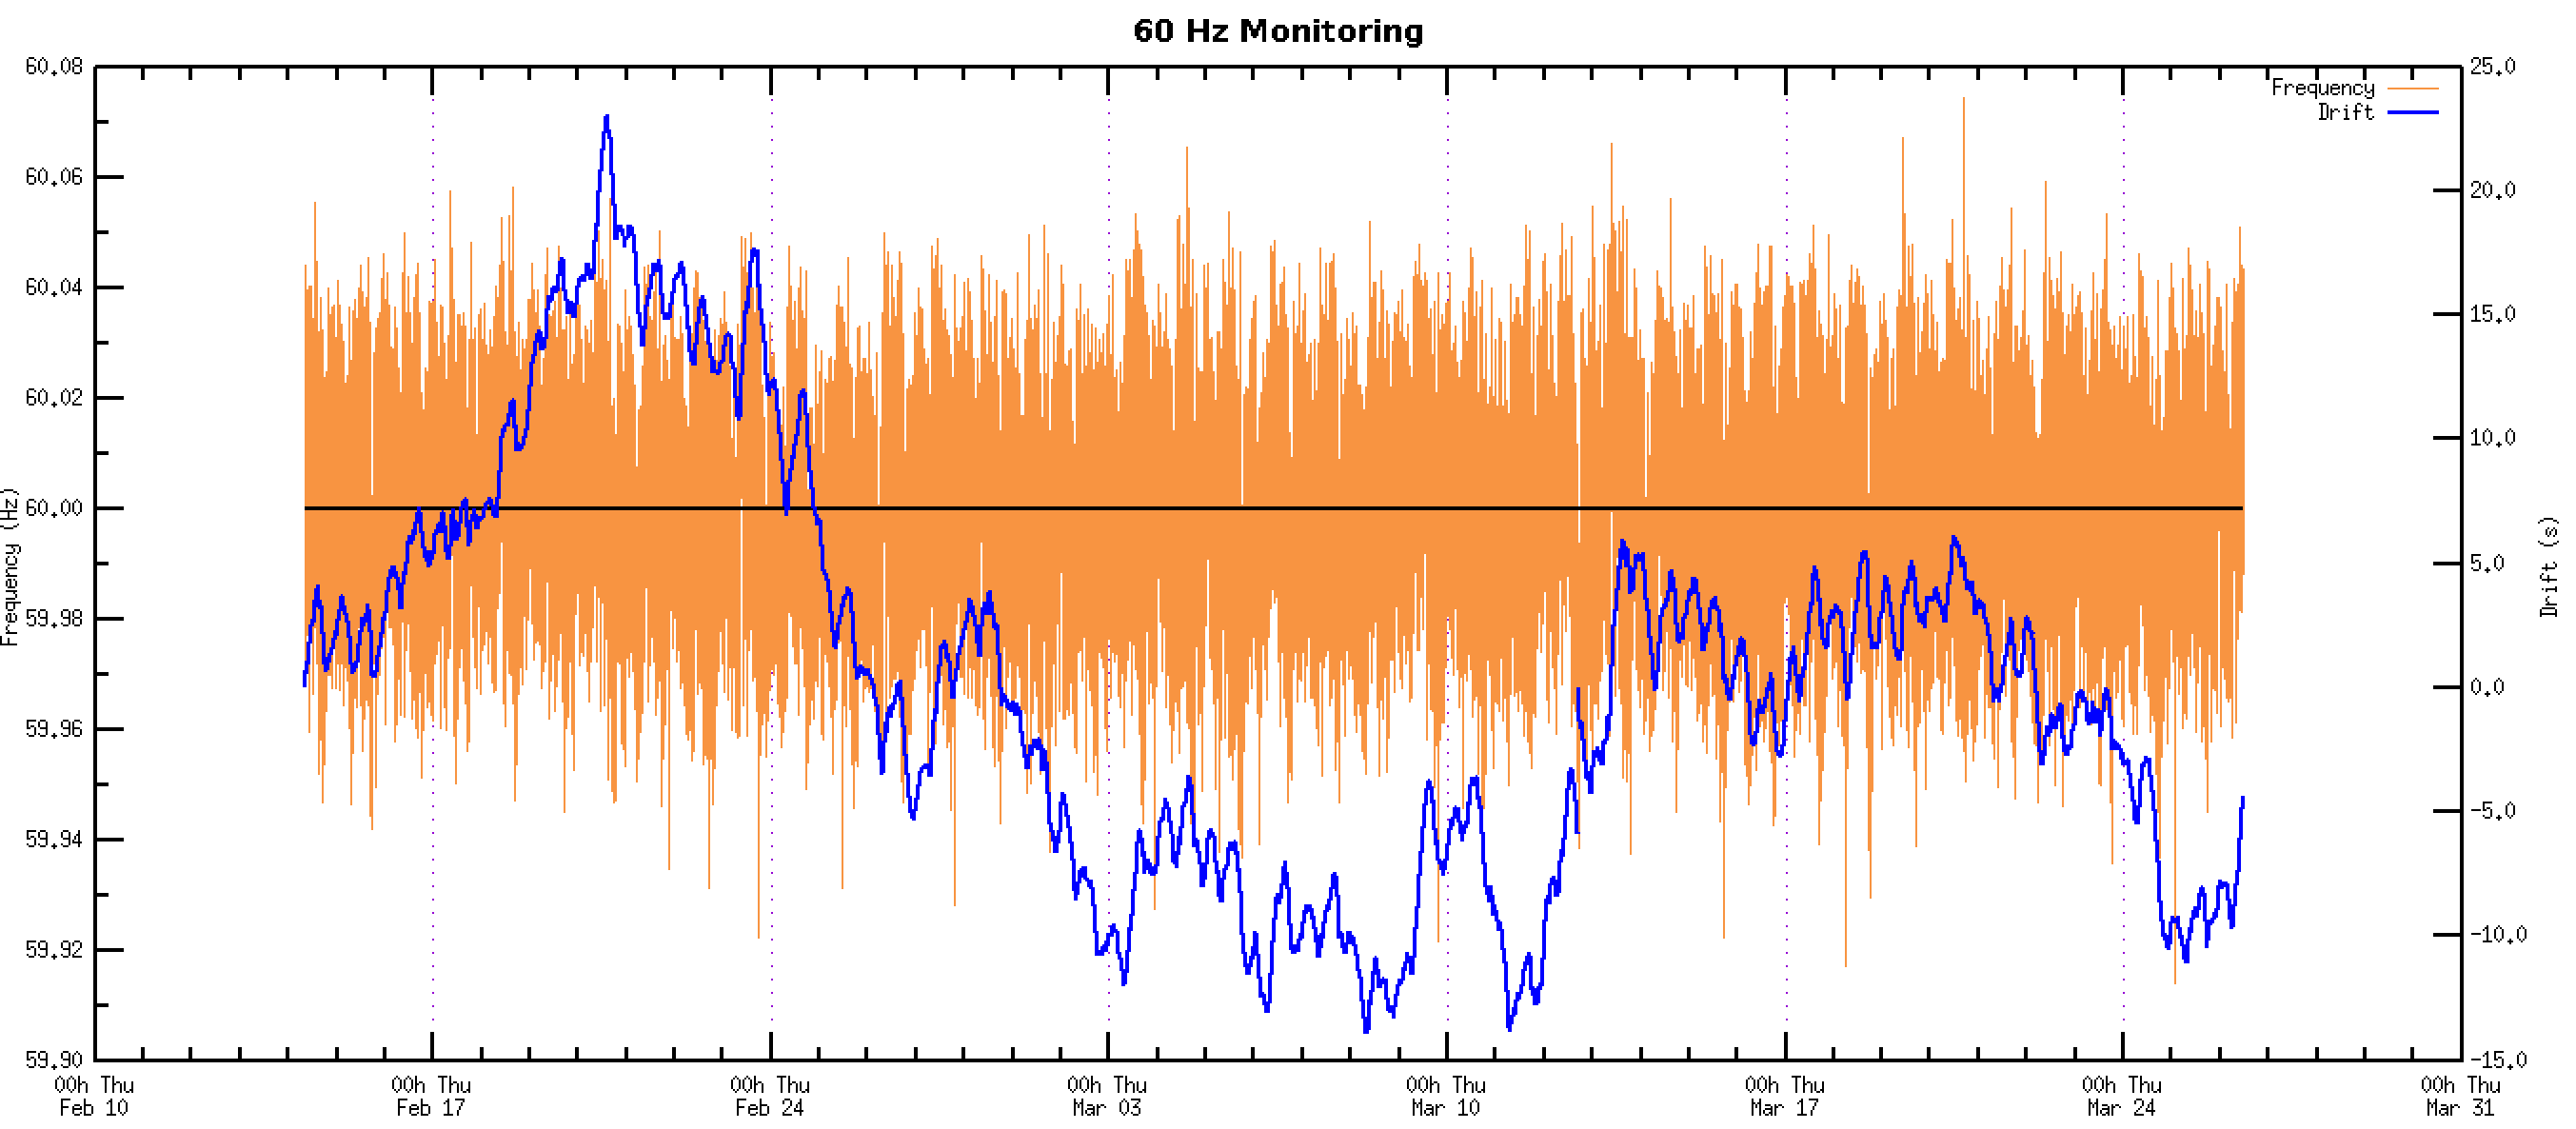 60 Hz Monitoring
Frequency
Drift
60.08
60.06
60.04
60.02
60.00
59.98
59.96
59.94
59.92
59.90
Frequency (Hz)
25.0
20.0
15.0
10.0
5.0
0.0
-5.0
-10.0
-15.0
Drift (s)
00h Thu
Feb 10
00h Thu
Feb 17
00h Thu
Feb 24
00h Thu
Mar 03
00h Thu
Mar 10
00h Thu
Mar 17
00h Thu
Mar 24
00h Thu
Mar 31